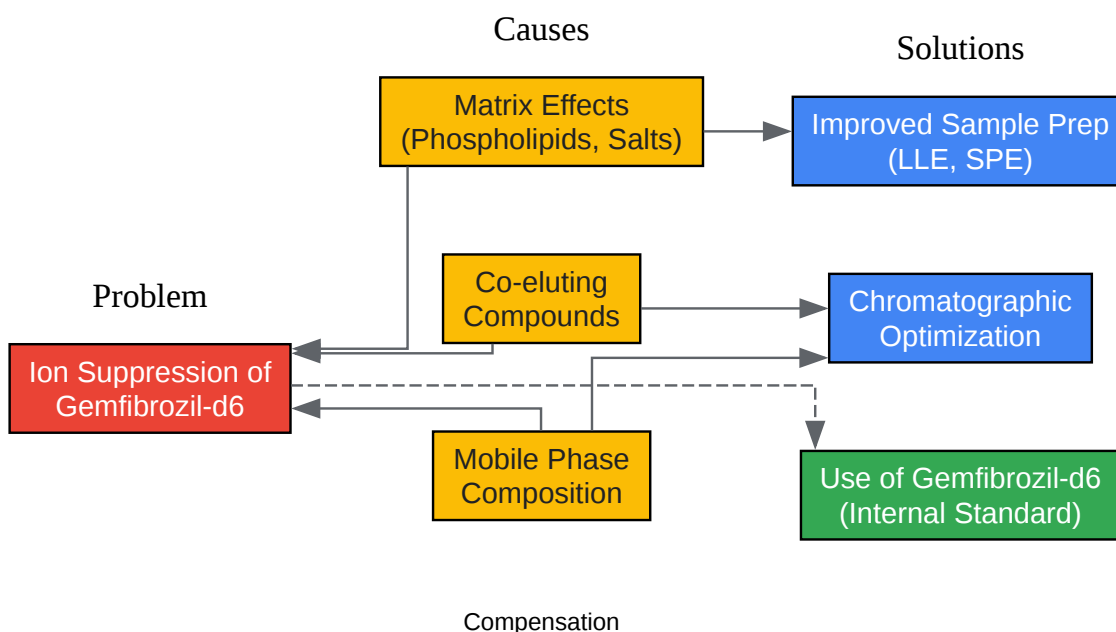 Causes
Solutions
Matrix Effects
(Phospholipids, Salts)
Improved Sample Prep
(LLE, SPE)
Problem
Co-eluting
Compounds
Chromatographic
Optimization
Ion Suppression of
Gemfibrozil-d6
Mobile Phase
Composition
Use of Gemfibrozil-d6
(Internal Standard)
Compensation